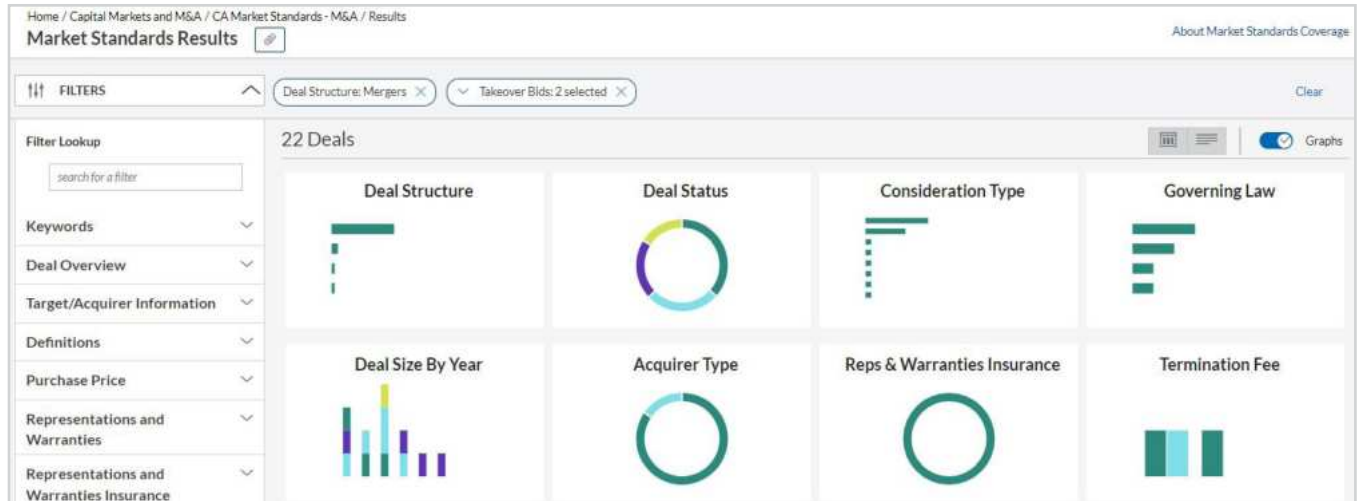 Home / Capital Markets and M&A / CA Market Standards - M&A / Results
Market Standards Results
About Market Standards Coverage
FILTERS
Deal Structure: Mergers
Takeover Bids: 2 selected
Clear
Filter Lookup
search for a filter
22 Deals
Graphs
Keywords
Deal Overview
Target/Acquirer Information
Definitions
Purchase Price
Representations and
Warranties
Representations and
Warranties Insurance
Deal Structure
Deal Status
Consideration Type
Governing Law
Deal Size By Year
Acquirer Type
Reps & Warranties Insurance
Termination Fee